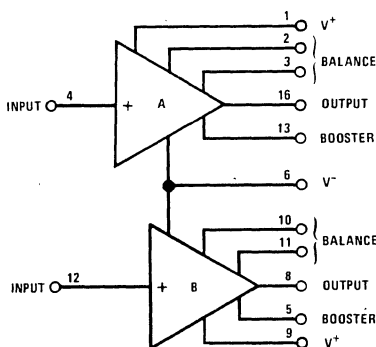 1 V+
2
BALANCE
3
INPUT 4 + A 16 OUTPUT
13 BOOSTER
6 V-
10
BALANCE
11
INPUT 12 + B 8 OUTPUT
5 BOOSTER
9 V+